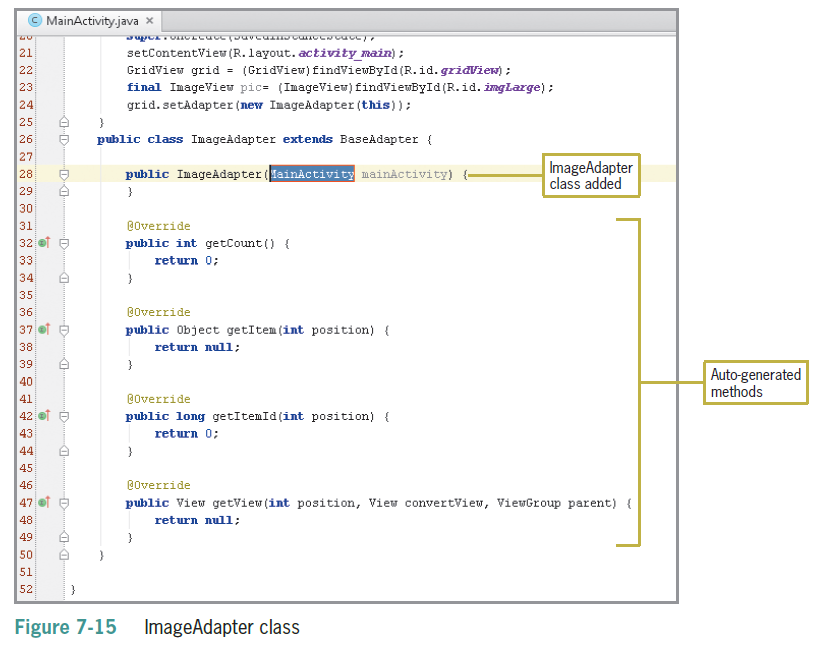 MainActivity.java ×
20 super.onCreate(savedInstanceState);
21 setContentView(R.layout.activity_main);
22 GridView grid = (GridView)findViewById(R.id.gridView);
23 final ImageView pic= (ImageView)findViewById(R.id.imgLarge);
24 grid.setAdapter(new ImageAdapter(this));
25 }
26 public class ImageAdapter extends BaseAdapter {
27
28 public ImageAdapter(MainActivity mainActivity) {
ImageAdapter
class added
29 }
30
31 @Override
32 public int getCount() {
33 return 0;
34 }
35
36 @Override
37 public Object getItem(int position) {
38 return null;
39 }
40
41 @Override
42 public long getItemId(int position) {
43 return 0;
44 }
45
46 @Override
47 public View getView(int position, View convertView, ViewGroup parent) {
48 return null;
49 }
50 }
51
52 }
Auto-generated
methods
Figure 7-15 ImageAdapter class